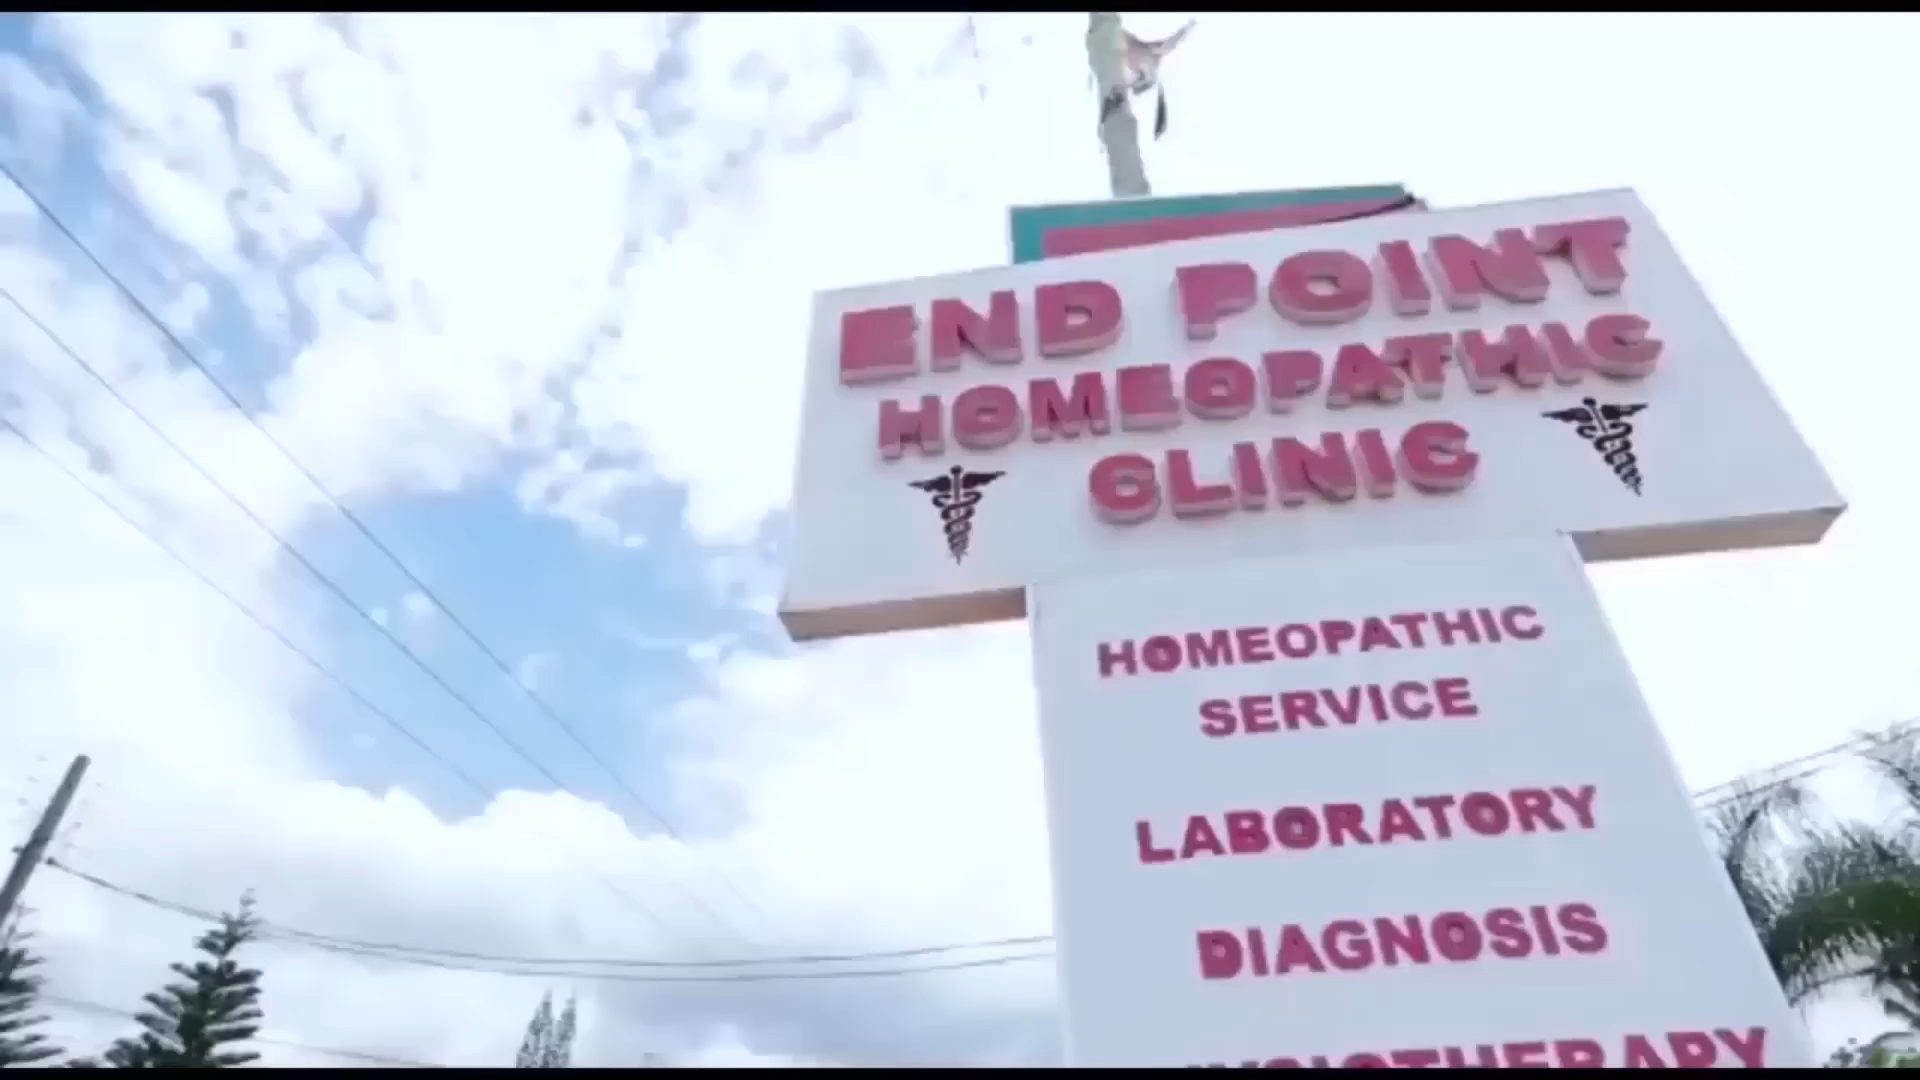 END POINT
HOMEOPATHIC
CLINIC
HOMEOPATHIC
SERVICE
LABORATORY
DIAGNOSIS